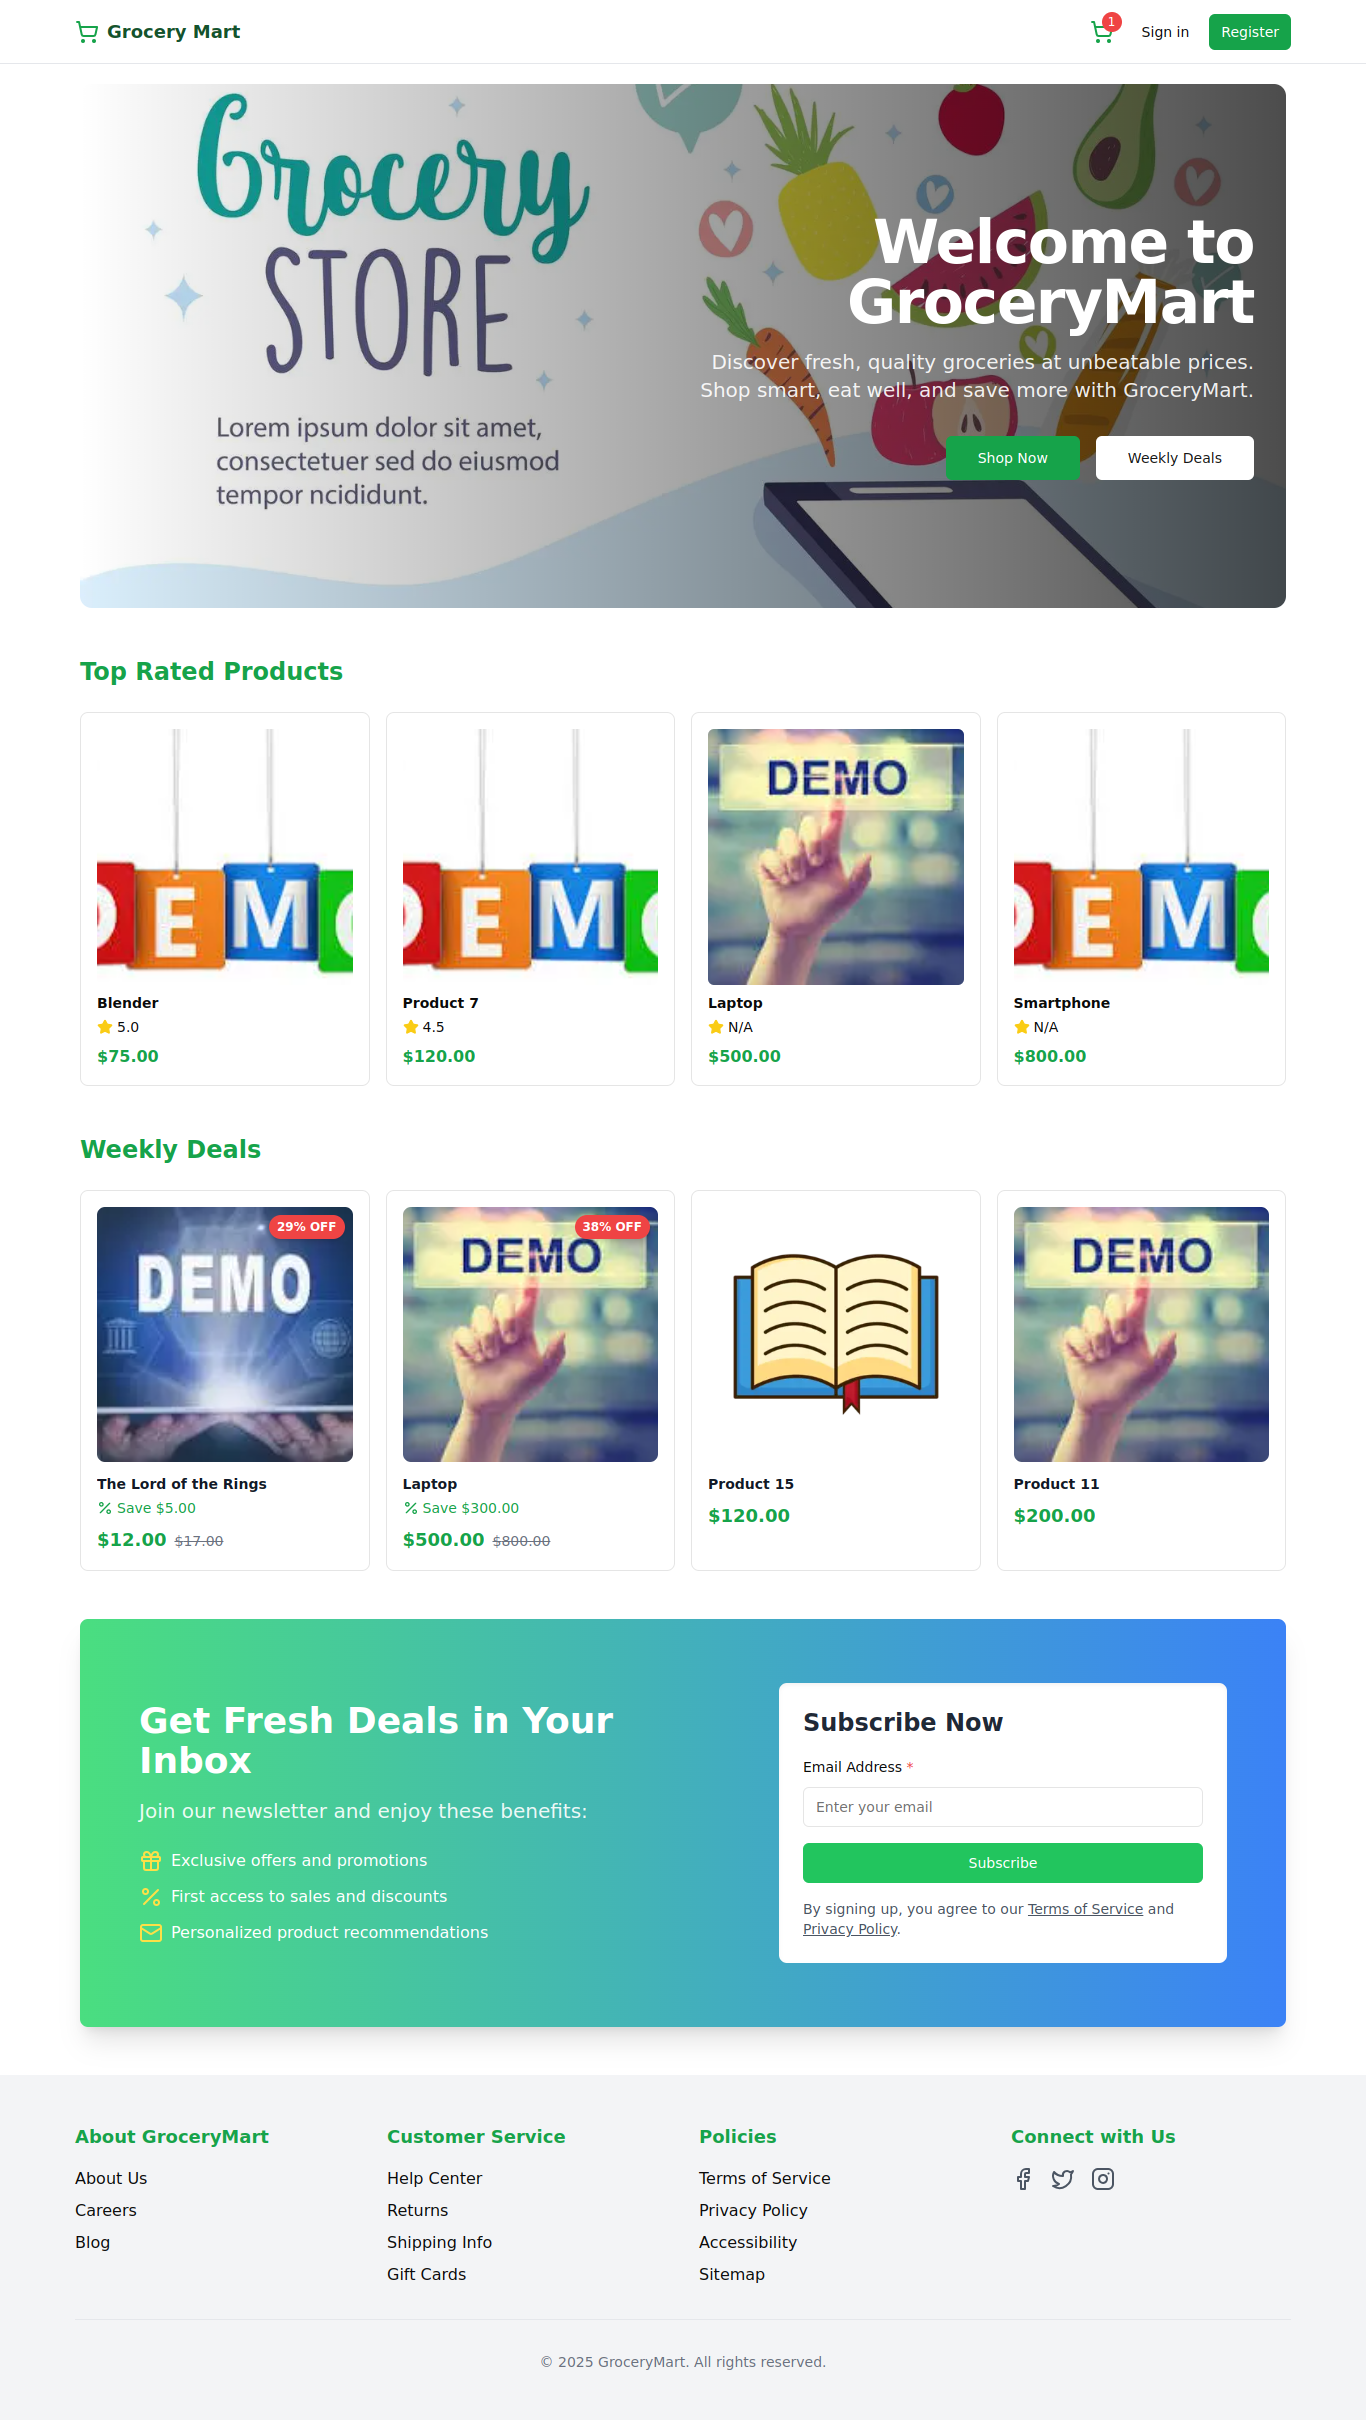 Grocery Mart
1
Sign in
Register
Grocery
STORE
Lorem ipsum dolor sit amet,
consectetuer sed do eiusmod
tempor ncididunt.
Welcome to
GroceryMart
Discover fresh, quality groceries at unbeatable prices.
Shop smart, eat well, and save more with GroceryMart.
Shop Now
Weekly Deals
Top Rated Products
DEMO
DEMO
DEMO
DEMO
Blender
5.0
$75.00
Product 7
4.5
$120.00
Laptop
N/A
$500.00
Smartphone
N/A
$800.00
Weekly Deals
29% OFF
DEMO
38% OFF
DEMO
DEMO
The Lord of the Rings
Save $5.00
$12.00 $17.00
Laptop
Save $300.00
$500.00 $800.00
Product 15
$120.00
Product 11
$200.00
Get Fresh Deals in Your
Inbox
Join our newsletter and enjoy these benefits:
Exclusive offers and promotions
First access to sales and discounts
Personalized product recommendations
Subscribe Now
Email Address *
Enter your email
Subscribe
By signing up, you agree to our Terms of Service and
Privacy Policy.
About GroceryMart
About Us
Careers
Blog
Customer Service
Help Center
Returns
Shipping Info
Gift Cards
Policies
Terms of Service
Privacy Policy
Accessibility
Sitemap
Connect with Us
© 2025 GroceryMart. All rights reserved.